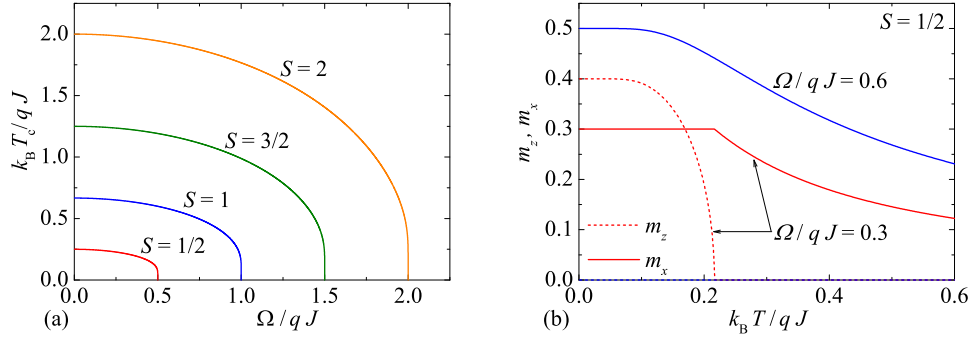 2.0
1.5
1.0
0.5
0.0
k_B T_c / q J
S = 2
S = 3/2
S = 1
S = 1/2
0.0 0.5 1.0 1.5 2.0
(a) Ω / q J
0.5
0.4
0.3
0.2
0.1
0.0
m_z, m_x
S = 1/2
Ω / q J = 0.6
m_z
m_x
Ω / q J = 0.3
0.0 0.2 0.4 0.6
(b) k_B T / q J